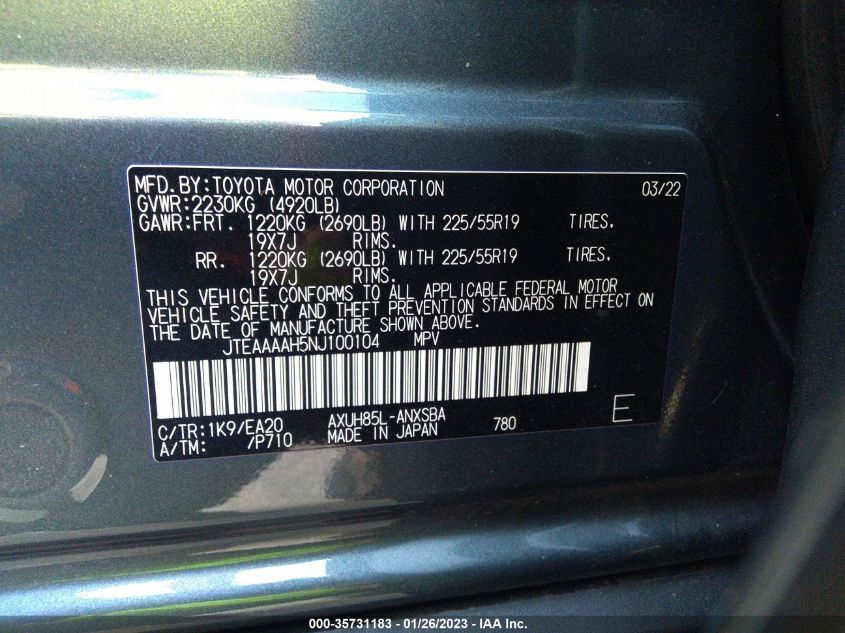 MFD.BY:TOYOTA MOTOR CORPORATION 03/22
GVWR:2230KG (4920LB)
GAWR:FRT. 1220KG (2690LB) WITH 225/55R19 TIRES.
19X7J RIMS.
RR. 1220KG (2690LB) WITH 225/55R19 TIRES.
19X7J RIMS.
THIS VEHICLE CONFORMS TO ALL APPLICABLE FEDERAL MOTOR
VEHICLE SAFETY AND THEFT PREVENTION STANDARDS IN EFFECT ON
THE DATE OF MANUFACTURE SHOWN ABOVE.
JTEAAAAH5NJ100104 MPV
C/TR:1K9/EA20 AXUH85L-ANXSBA 780 E
A/TM: /P710 MADE IN JAPAN
000-35731183 - 01/26/2023 - IAA Inc.